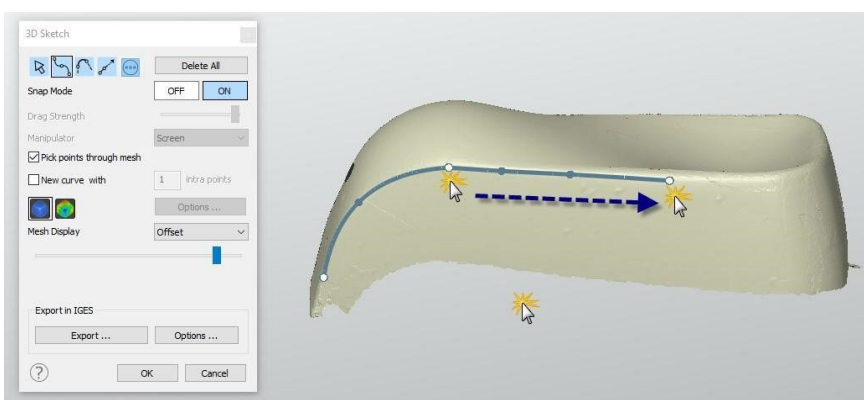 3D Sketch
Delete All
Snap Mode OFF ON
Drag Strength
Manipulator Screen
Pick points through mesh
New curve with 1 intra points
Options ...
Mesh Display Offset
Export in IGES
Export ... Options ...
? OK Cancel